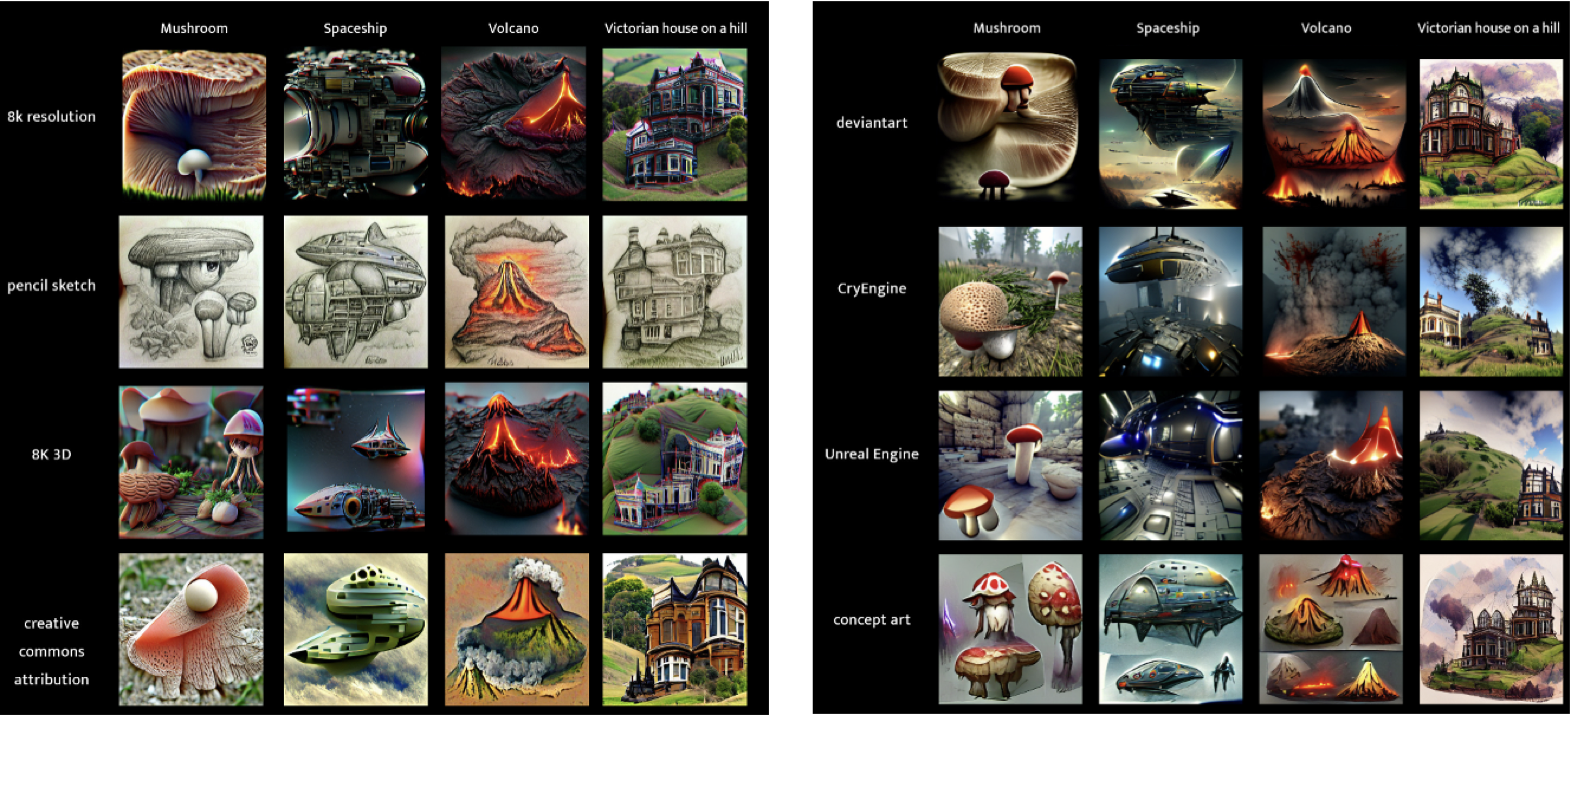 Mushroom Spaceship Volcano Victorian house on a hill
8k resolution
pencil sketch
8K 3D
creative
commons
attribution
Mushroom Spaceship Volcano Victorian house on a hill
deviantart
CryEngine
Unreal Engine
concept art